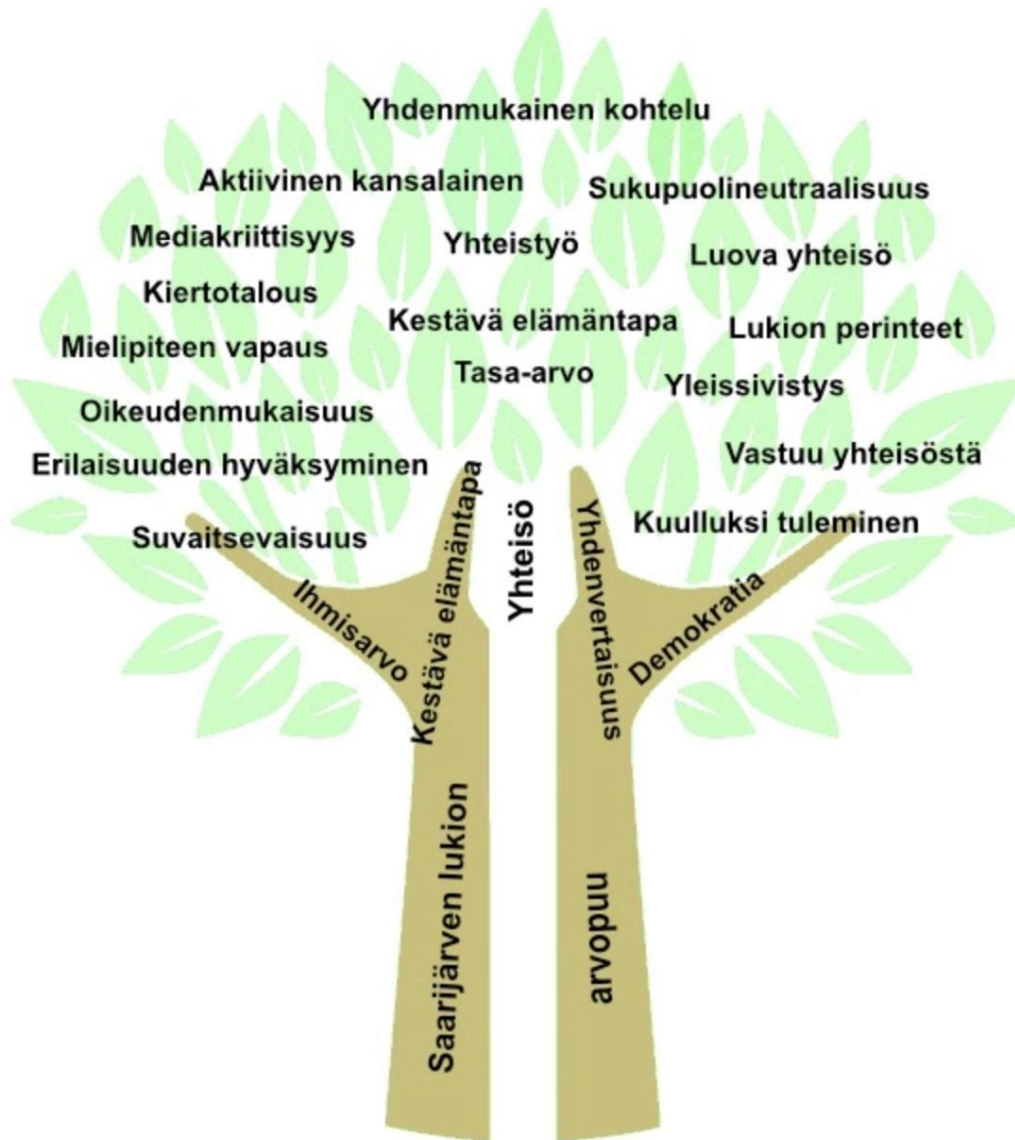 Yhdenmukainen kohtelu
Aktiivinen kansalainen
Sukupuolineutraalisuus
Mediakriittisyys
Yhteistyö
Luova yhteisö
Kiertotalous
Kestävä elämäntapa
Lukion perinteet
Mielipiteen vapaus
Tasa-arvo
Yleissivistys
Oikeudenmukaisuus
Vastuu yhteisöstä
Erilaisuuden hyväksyminen
Kuulluksi tuleminen
Suvaitsevaisuus
Ihmisarvo
Kestävä elämäntapa
Yhteisö
Yhdenvertaisuus
Demokratia
Saarijärven lukion
arvopuu